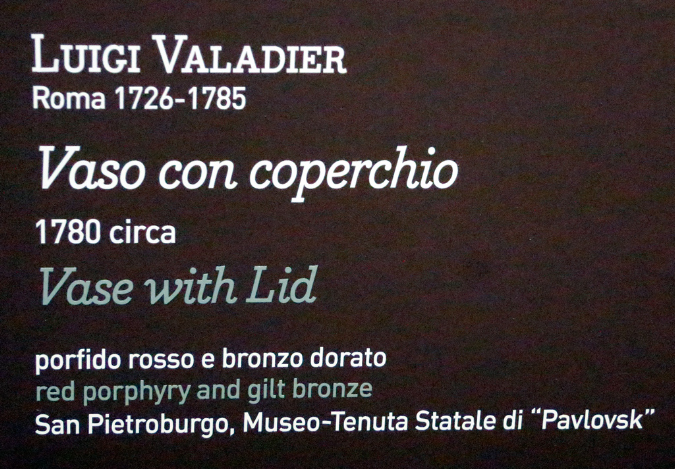 LUIGI VALADIER
Roma 1726-1785
Vaso con coperchio
1780 circa
Vase with Lid
porfido rosso e bronzo dorato
red porphyry and gilt bronze
San Pietroburgo, Museo-Tenuta Statale di “Pavlovsk”